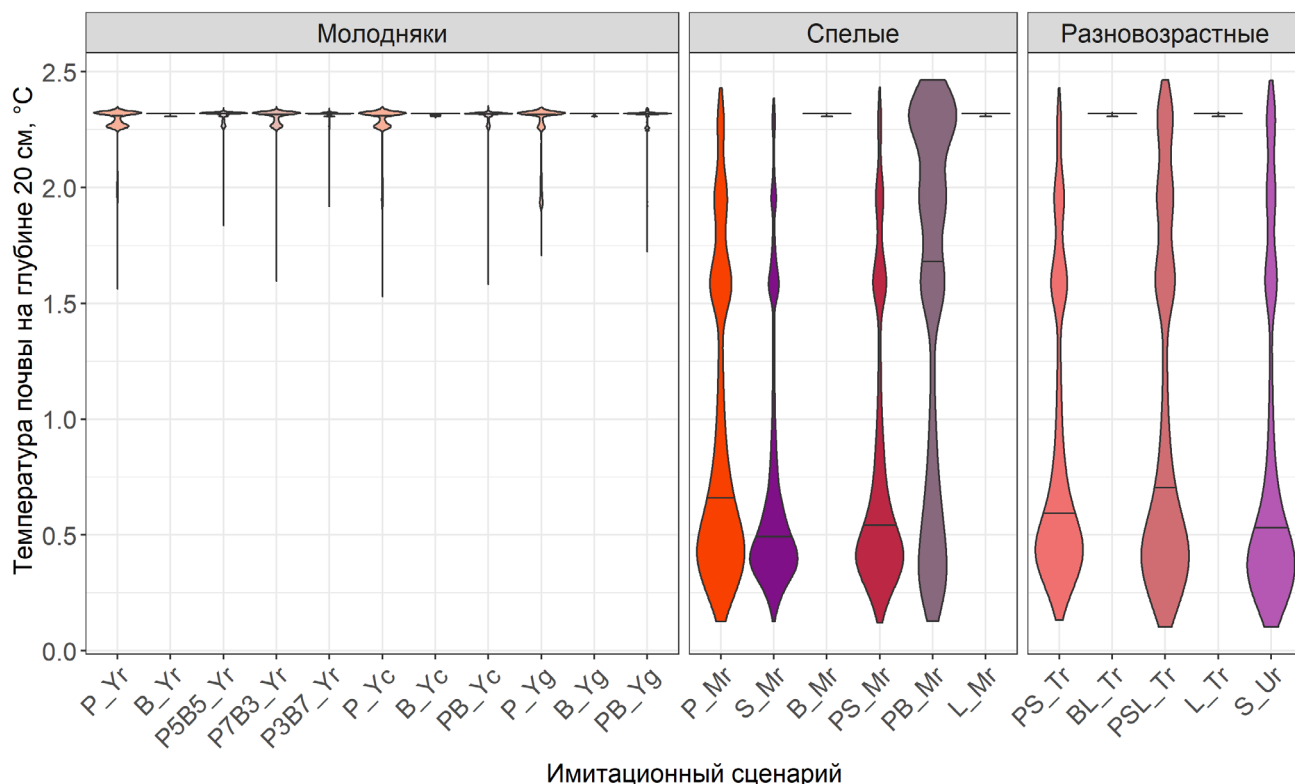 Молодняки
Спелые
Разновозрастные
Температура почвы на глубине 20 см, °C
2.5
2.0
1.5
1.0
0.5
0.0
P_Yr
B_Yr
P5B5_Yr
P7B3_Yr
P3B7_Yr
P_Yc
B_Yc
PB_Yc
P_Yg
B_Yg
PB_Yg
P_Mr
S_Mr
B_Mr
PS_Mr
PB_Mr
L_Mr
PS_Tr
BL_Tr
PSL_Tr
L_Tr
S_Ur
Имитационный сценарий